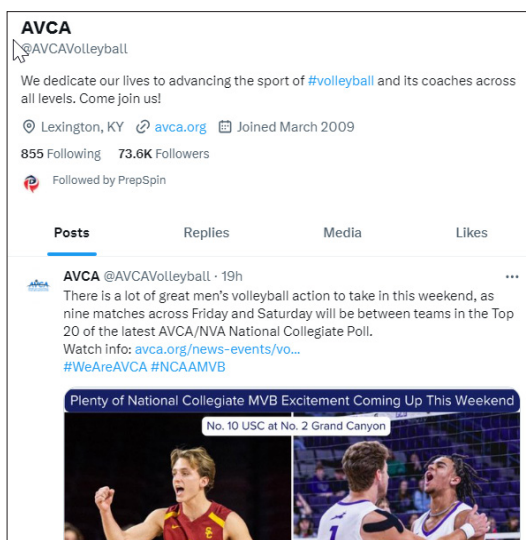 AVCA
@AVCAVolleyball
We dedicate our lives to advancing the sport of #volleyball and its coaches across
all levels. Come join us!
Lexington, KY avca.org Joined March 2009
855 Following 73.6K Followers
Followed by PrepSpin
Posts Replies Media Likes
AVCA
AVCA @AVCAVolleyball · 19h ...
There is a lot of great men's volleyball action to take in this weekend, as
nine matches across Friday and Saturday will be between teams in the Top
20 of the latest AVCA/NVA National Collegiate Poll.
Watch info: avca.org/news-events/vo...
#WeAreAVCA #NCAAMVB
Plenty of National Collegiate MVB Excitement Coming Up This Weekend
No. 10 USC at No. 2 Grand Canyon
SC
1